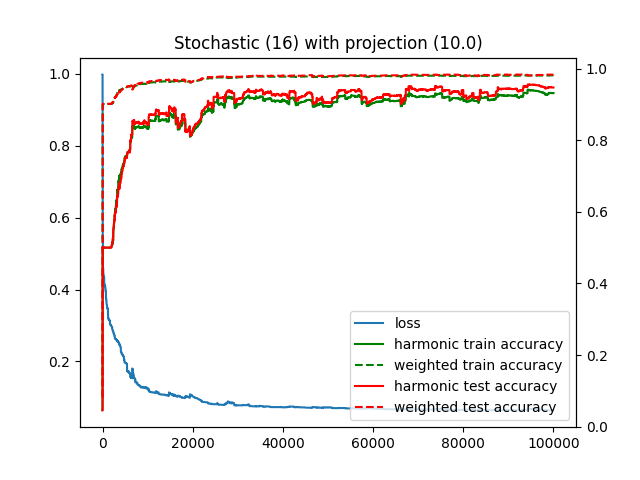 Stochastic (16) with projection (10.0)
1.0
0.8
0.6
0.4
0.2
1.0
0.8
0.6
0.4
0.2
0.0
loss
harmonic train accuracy
weighted train accuracy
harmonic test accuracy
weighted test accuracy
0 20000 40000 60000 80000 100000